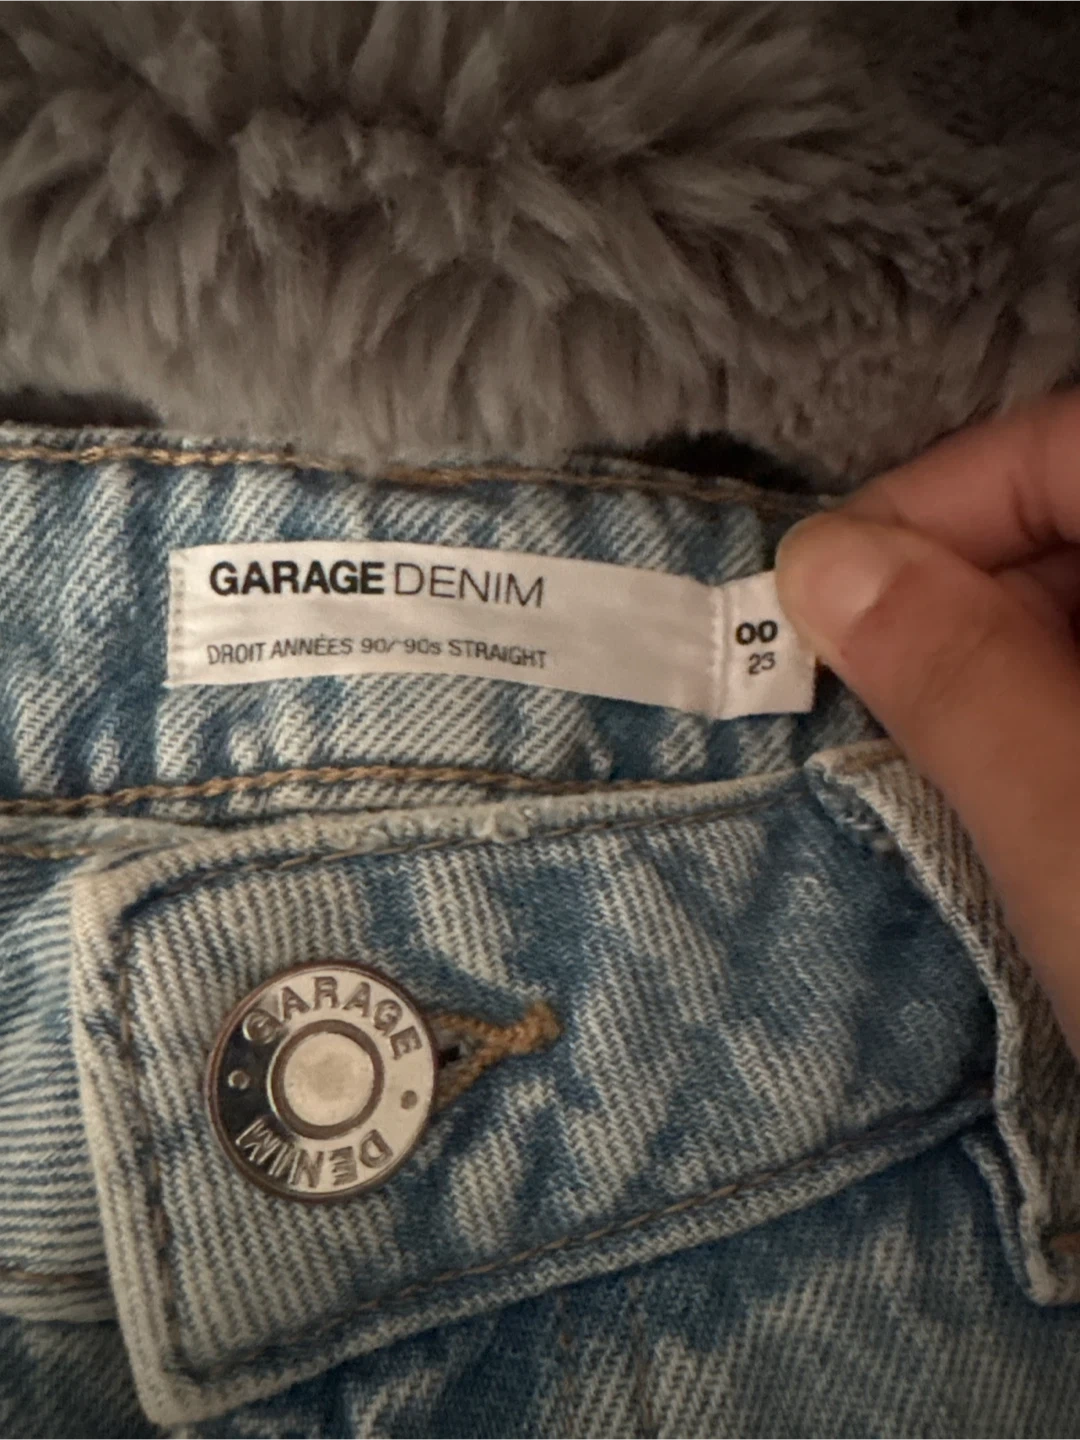 GARAGE DENIM
DROIT ANNÉES 90/ 90s STRAIGHT
00
23
GARAGE
DENIM